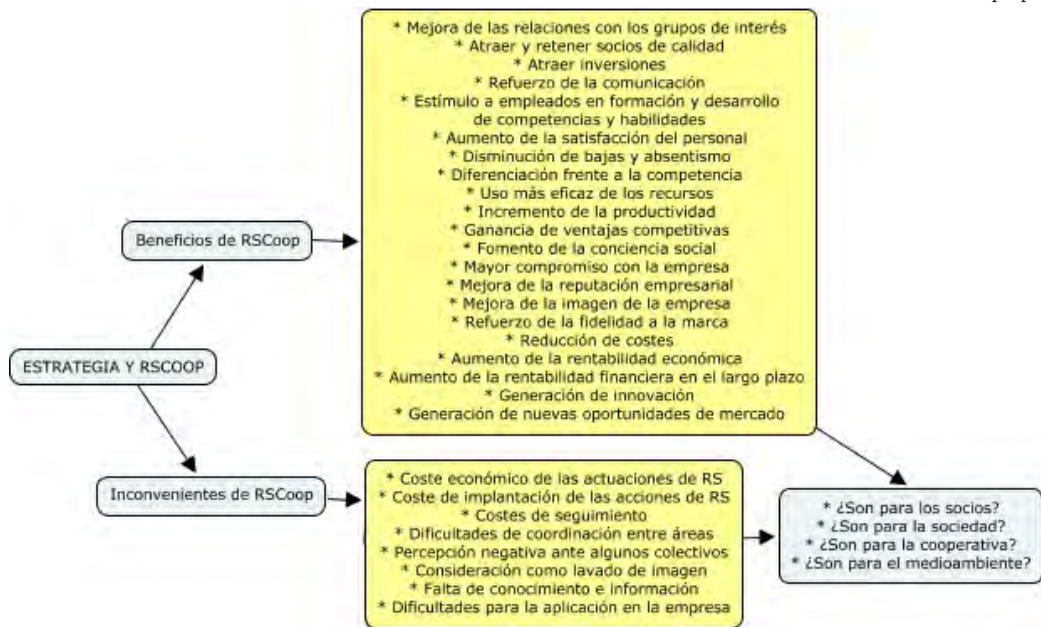 * Mejora de las relaciones con los grupos de interés
* Atraer y retener socios de calidad
* Atraer inversiones
* Refuerzo de la comunicación
* Estímulo a empleados en formación y desarrollo
de competencias y habilidades
* Aumento de la satisfacción del personal
* Disminución de bajas y absentismo
* Diferenciación frente a la competencia
* Uso más eficaz de los recursos
* Incremento de la productividad
* Ganancia de ventajas competitivas
* Fomento de la conciencia social
* Mayor compromiso con la empresa
* Mejora de la reputación empresarial
* Mejora de la imagen de la empresa
* Refuerzo de la fidelidad a la marca
* Reducción de costes
* Aumento de la rentabilidad económica
* Aumento de la rentabilidad financiera en el largo plazo
* Generación de innovación
* Generación de nuevas oportunidades de mercado
Beneficios de RSCoop
ESTRATEGIA Y RSCOOP
Inconvenientes de RSCoop
* Coste económico de las actuaciones de RS
* Coste de implantación de las acciones de RS
* Costes de seguimiento
* Dificultades de coordinación entre áreas
* Percepción negativa ante algunos colectivos
* Consideración como lavado de imagen
* Falta de conocimiento e información
* Dificultades para la aplicación en la empresa
* ¿Son para los socios?
* ¿Son para la sociedad?
* ¿Son para la cooperativa?
* ¿Son para el medioambiente?